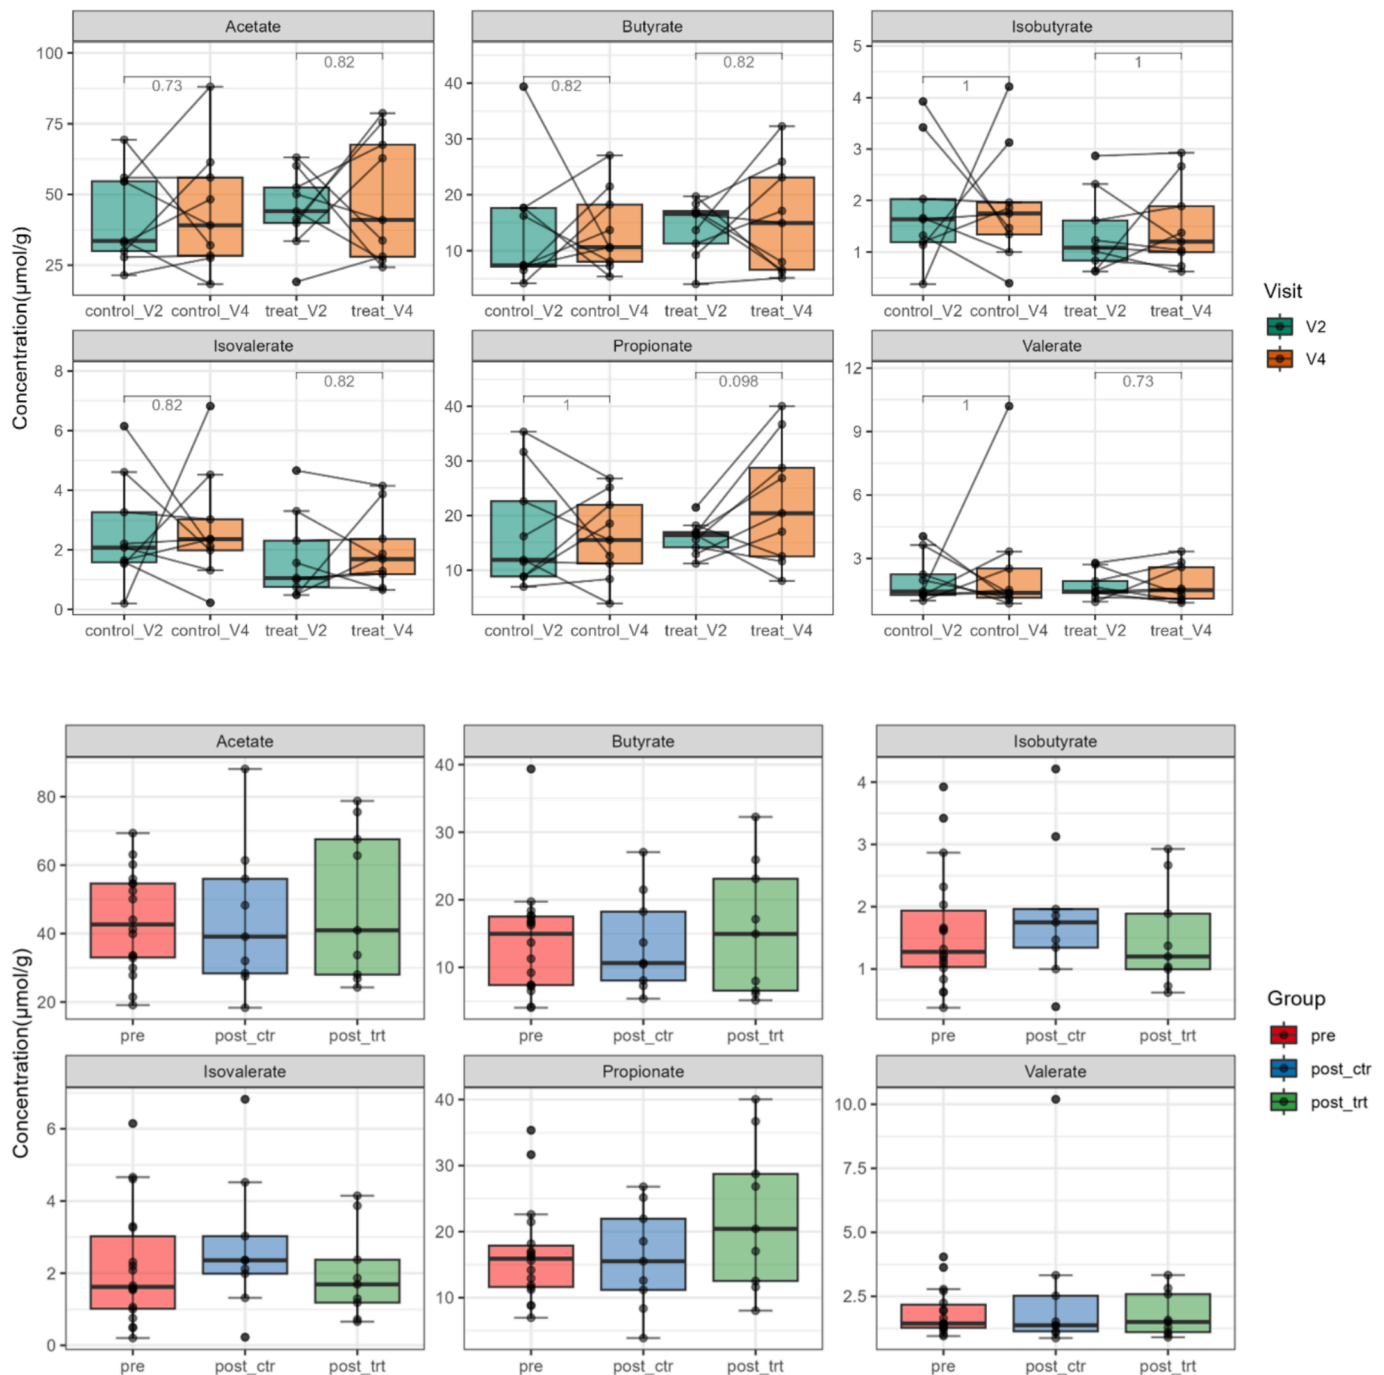 Acetate
Butyrate
Isobutyrate
100
75
50
25
0.73
0.82
40
30
20
10
0.82
0.82
5
4
3
2
1
1
1
control_V2 control_V4 treat_V2 treat_V4
control_V2 control_V4 treat_V2 treat_V4
control_V2 control_V4 treat_V2 treat_V4
Concentration(μmol/g)
Isovalerate
Propionate
Valerate
8
6
4
2
0
0.82
0.82
40
30
20
10
1
0.098
12
9
6
3
1
0.73
control_V2 control_V4 treat_V2 treat_V4
control_V2 control_V4 treat_V2 treat_V4
control_V2 control_V4 treat_V2 treat_V4
Visit
V2
V4
Acetate
Butyrate
Isobutyrate
80
60
40
20
40
30
20
10
4
3
2
1
pre post_ctr post_trt
pre post_ctr post_trt
pre post_ctr post_trt
Concentration(μmol/g)
Isovalerate
Propionate
Valerate
6
4
2
0
40
30
20
10
10.0
7.5
5.0
2.5
pre post_ctr post_trt
pre post_ctr post_trt
pre post_ctr post_trt
Group
pre
post_ctr
post_trt